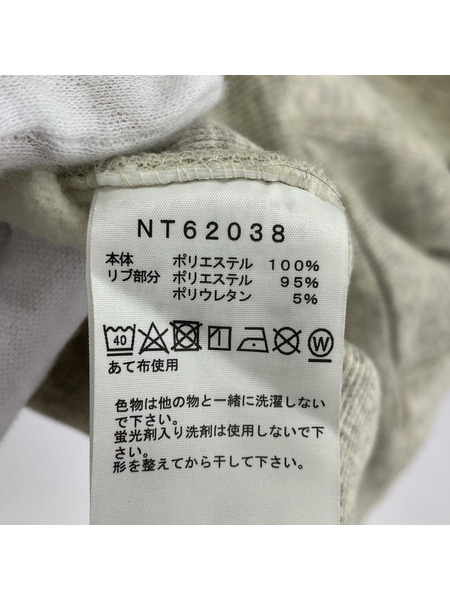 NT62038
本体 ポリエステル 100%
リブ部分 ポリエステル 95%
ポリウレタン 5%
40 W
あて布使用
色物は他の物と一緒に洗濯しない
で下さい。
蛍光剤入り洗剤は使用しないで下
さい。
形を整えてから干して下さい。